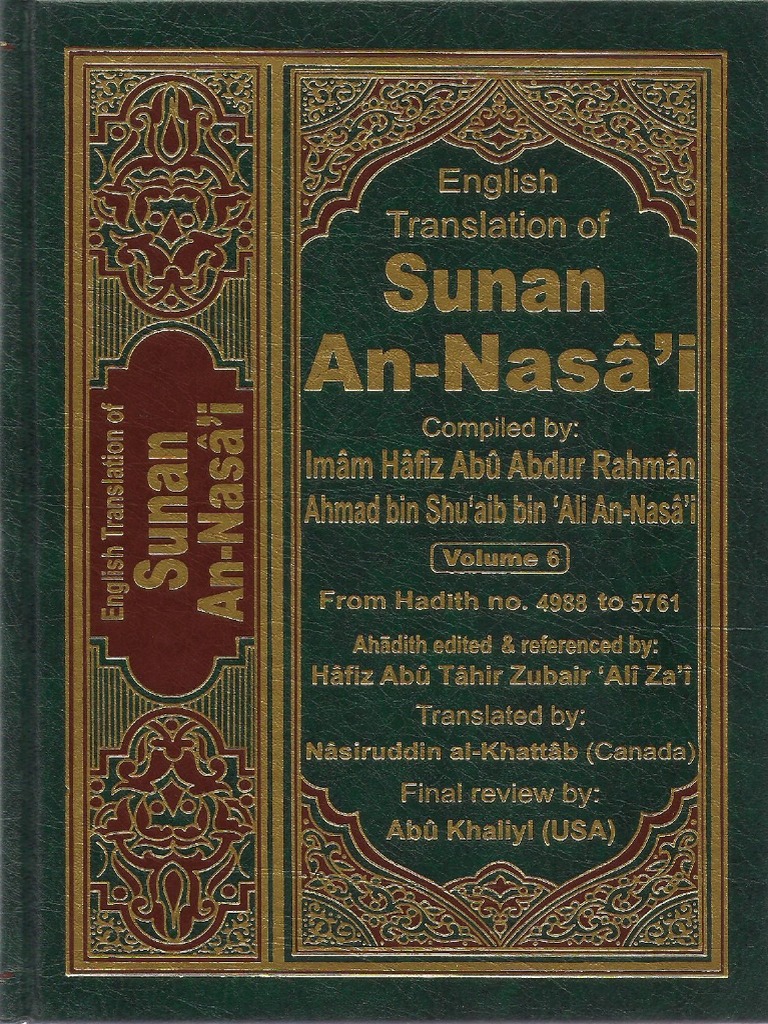 English Translation of
Sunan
An-Nasâ'i
English
Translation of
Sunan
An-Nasâ'i
Compiled by:
Imâm Hâfiz Abû Abdur Rahmân
Ahmad bin Shu'aib bin 'Ali An-Nasâ'i
Volume 6
From Hadith no. 4988 to 5761
Ahādith edited & referenced by:
Hâfiz Abû Tâhir Zubair 'Alî Za'î
Translated by:
Nâsiruddin al-Khattâb (Canada)
Final review by:
Abû Khaliyl (USA)